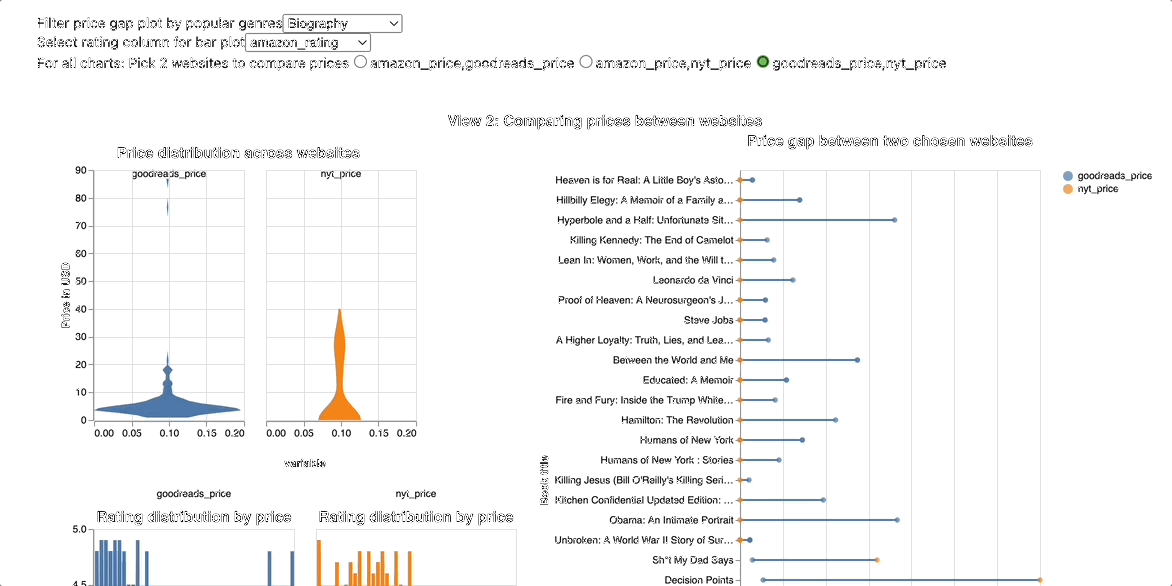 Filter price gap plot by popular genres Biography
Select rating column for bar plot amazon_rating
For all charts: Pick 2 websites to compare prices amazon_price,goodreads_price amazon_price,nyt_price goodreads_price,nyt_price
View 2: Comparing prices between websites
Price distribution across websites
goodreads_price nyt_price
90
80
70
60
50
40
30
20
10
0
Price in USD
0.00 0.05 0.10 0.15 0.20 0.00 0.05 0.10 0.15 0.20
variable
goodreads_price nyt_price
Rating distribution by price Rating distribution by price
5.0
4.5
Price gap between two chosen websites
goodreads_price
nyt_price
Heaven is for Real: A Little Boy's Asto...
Hillbilly Elegy: A Memoir of a Family a...
Hyperbole and a Half: Unfortunate Sit...
Killing Kennedy: The End of Camelot
Lean In: Women, Work, and the Will t...
Leonardo da Vinci
Proof of Heaven: A Neurosurgeon's J...
Steve Jobs
A Higher Loyalty: Truth, Lies, and Lea...
Between the World and Me
Educated: A Memoir
Fire and Fury: Inside the Trump White...
Hamilton: The Revolution
Humans of New York
Humans of New York : Stories
Killing Jesus (Bill O'Reilly's Killing Seri...
Kitchen Confidential Updated Edition: ...
Obama: An Intimate Portrait
Unbroken: A World War II Story of Sur...
Sh*t My Dad Says
Decision Points
Book title